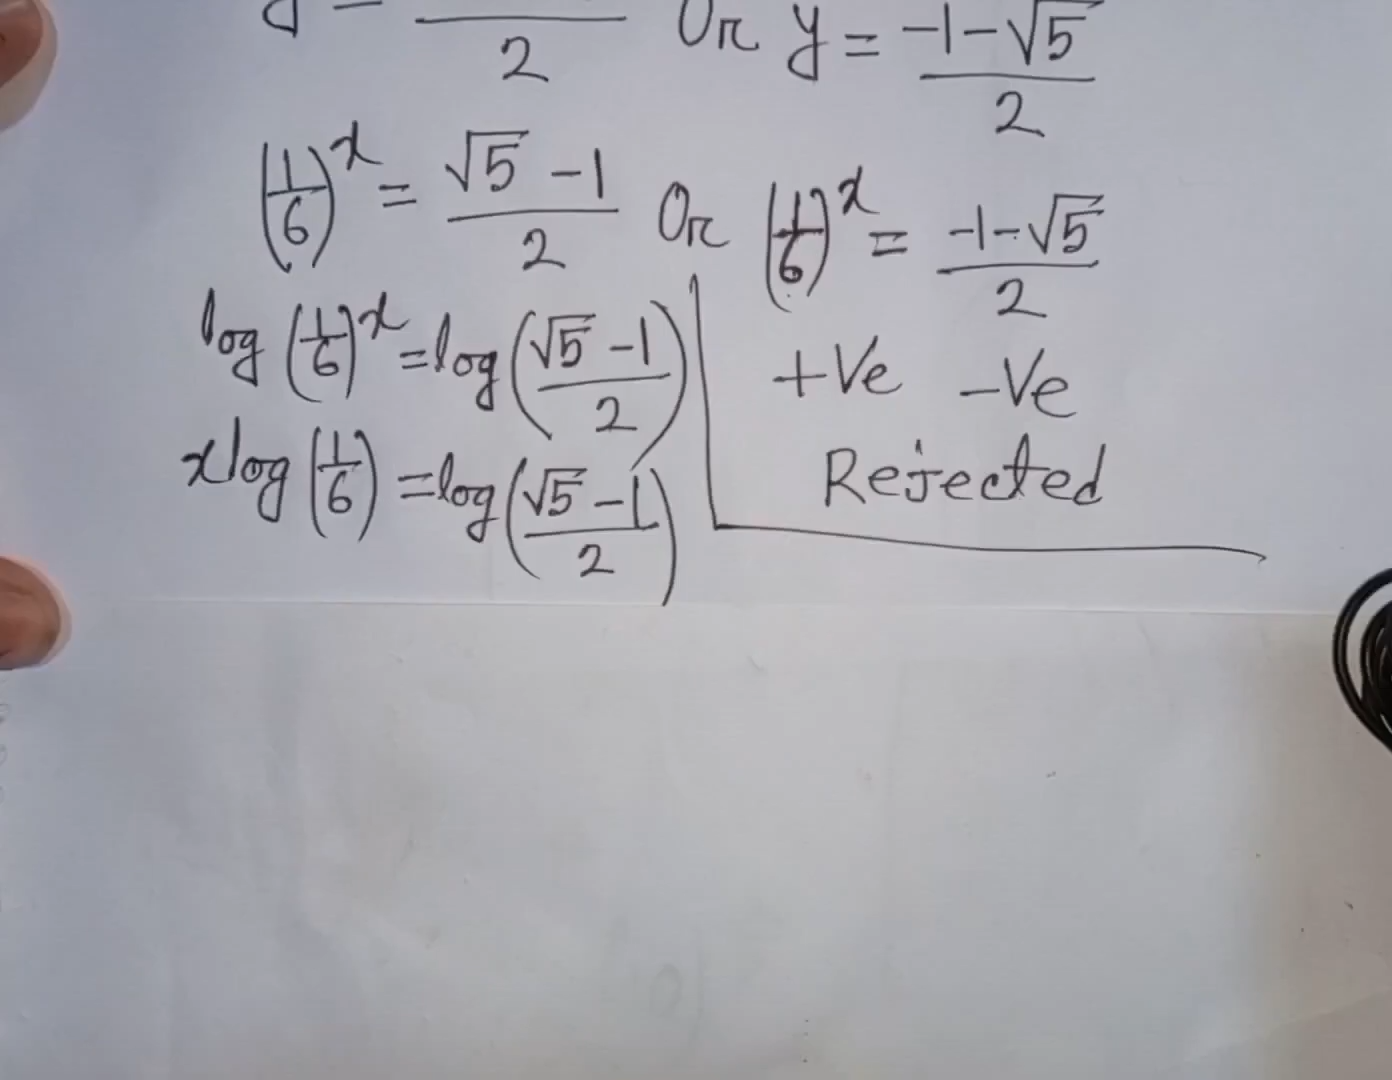 2 Or y = -1-√5 / 2
(1/6)^x = √5 -1 / 2 Or (1/6)^x = -1-√5 / 2
log (1/6)^x = log (√5 -1 / 2) +Ve -Ve
x log (1/6) = log (√5 -1 / 2) Rejected